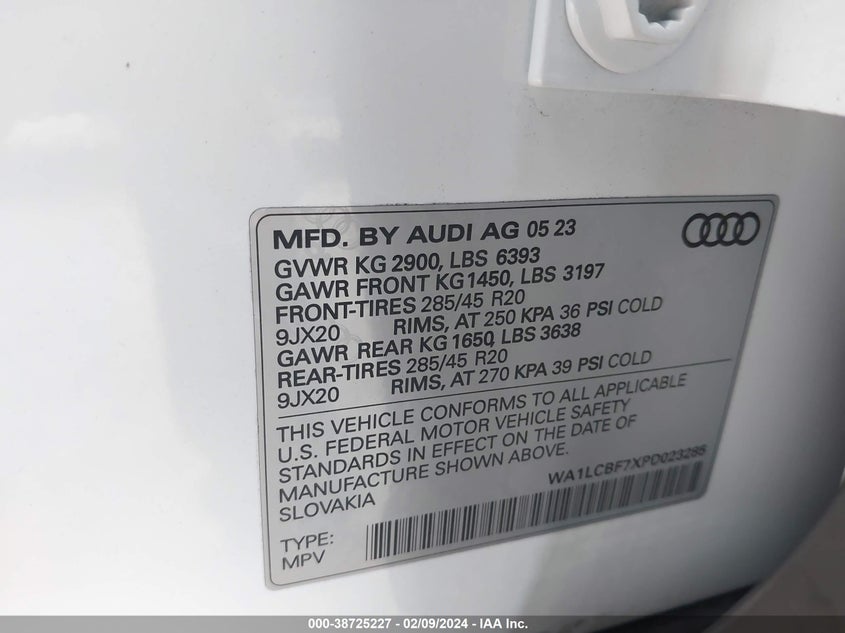 MFD. BY AUDI AG 05 23
GVWR KG 2900, LBS 6393
GAWR FRONT KG1450, LBS 3197
FRONT-TIRES 285/45 R20
9JX20 RIMS, AT 250 KPA 36 PSI COLD
GAWR REAR KG 1650, LBS 3638
REAR-TIRES 285/45 R20
9JX20 RIMS, AT 270 KPA 39 PSI COLD
THIS VEHICLE CONFORMS TO ALL APPLICABLE
U.S. FEDERAL MOTOR VEHICLE SAFETY
STANDARDS IN EFFECT ON THE DATE OF
MANUFACTURE SHOWN ABOVE.
SLOVAKIA
WA1LCBF7XPD023285
TYPE:
MPV
000-38725227 - 02/09/2024 - IAAI.com